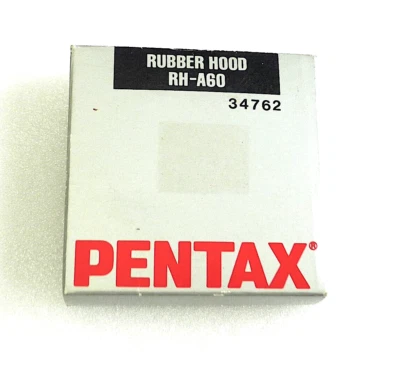 RUBBER HOOD
RH-A60
34762
PENTAX®